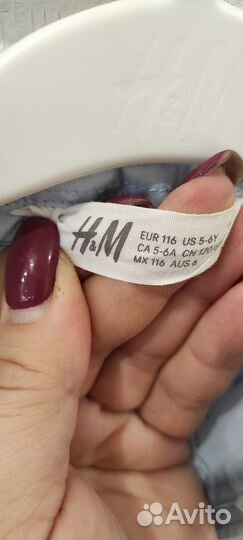 H&M
H&M
EUR 116 US 5-6Y
CA 5-6A CN 120/
MX 116 AUS 6
Avito